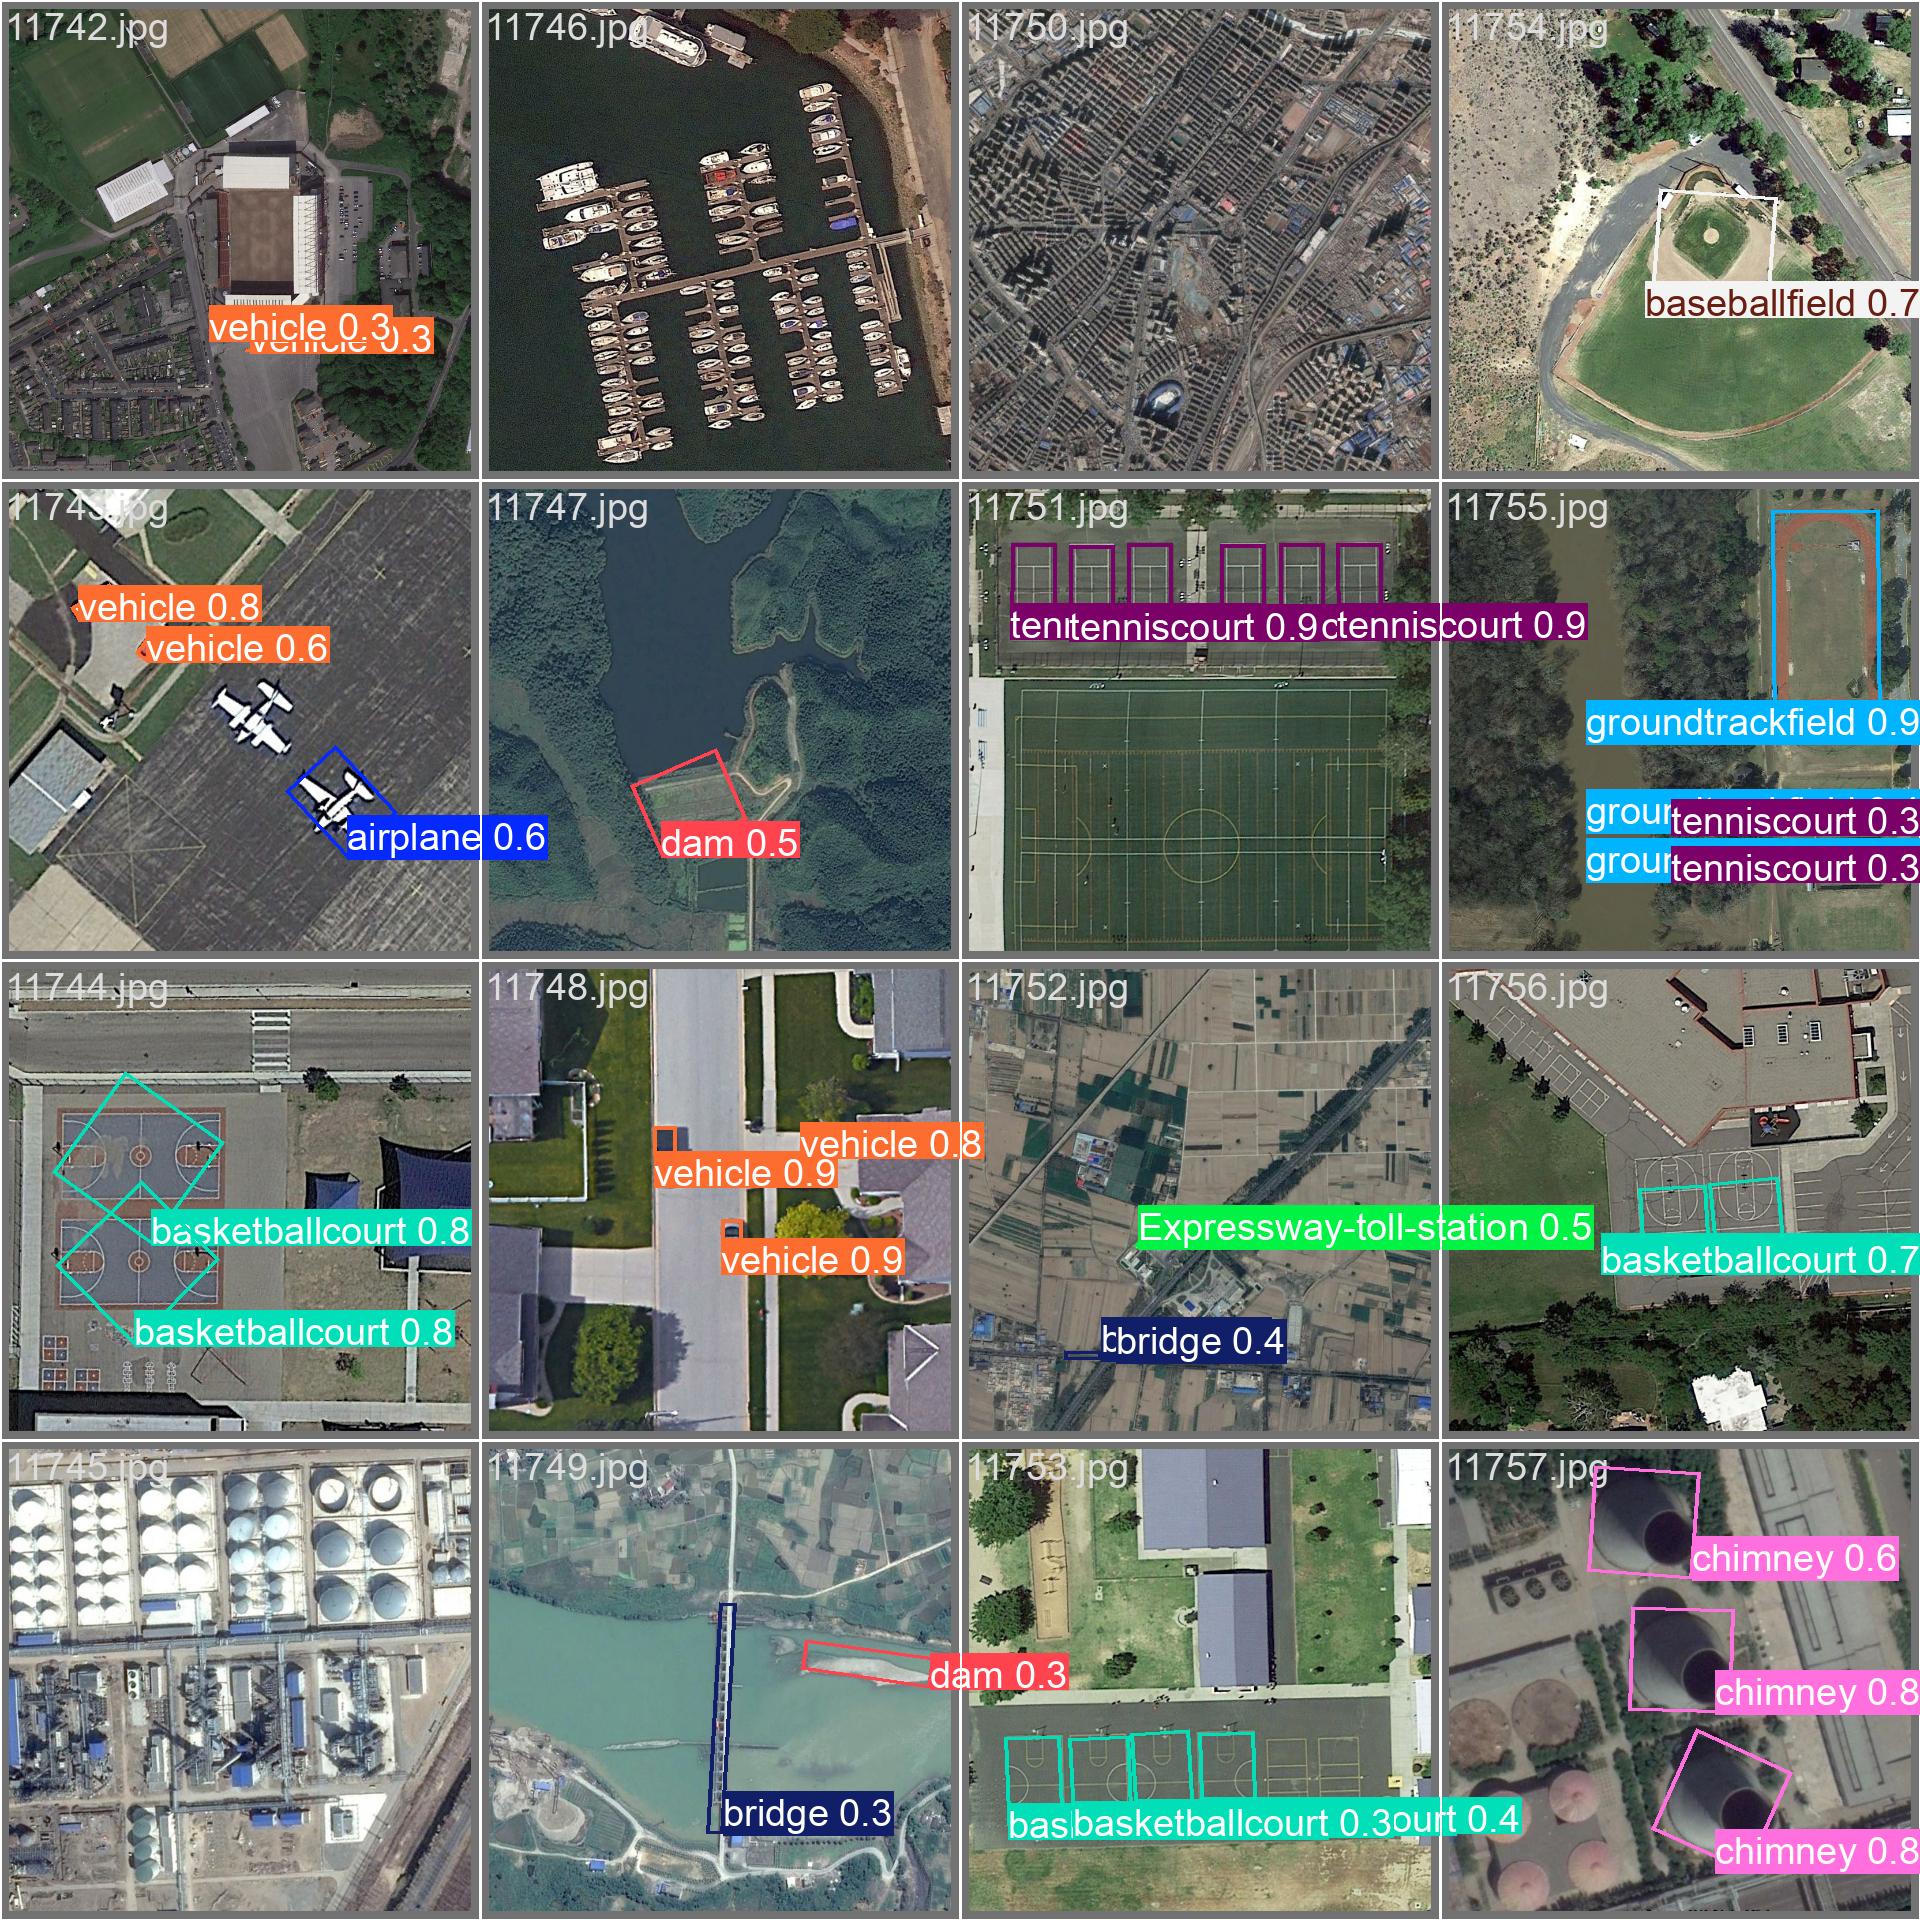 11742.jpg
11746.jpg
11750.jpg
11754.jpg
baseballfield 0.7
vehicle 0.3
vehicle 0.3
11743.jpg
11747.jpg
11751.jpg
11755.jpg
vehicle 0.8
vehicle 0.6
tenniscourt 0.9
tenniscourt 0.9
groundtrackfield 0.9
airplane 0.6
dam 0.5
tenniscourt 0.3
tenniscourt 0.3
11744.jpg
11748.jpg
11752.jpg
11756.jpg
vehicle 0.8
vehicle 0.9
basketballcourt 0.8
vehicle 0.9
Expressway-toll-station 0.5
basketballcourt 0.7
basketballcourt 0.8
bridge 0.4
11745.jpg
11749.jpg
11753.jpg
11757.jpg
chimney 0.6
dam 0.3
chimney 0.8
bridge 0.3
basketballcourt 0.3
ourt 0.4
chimney 0.8